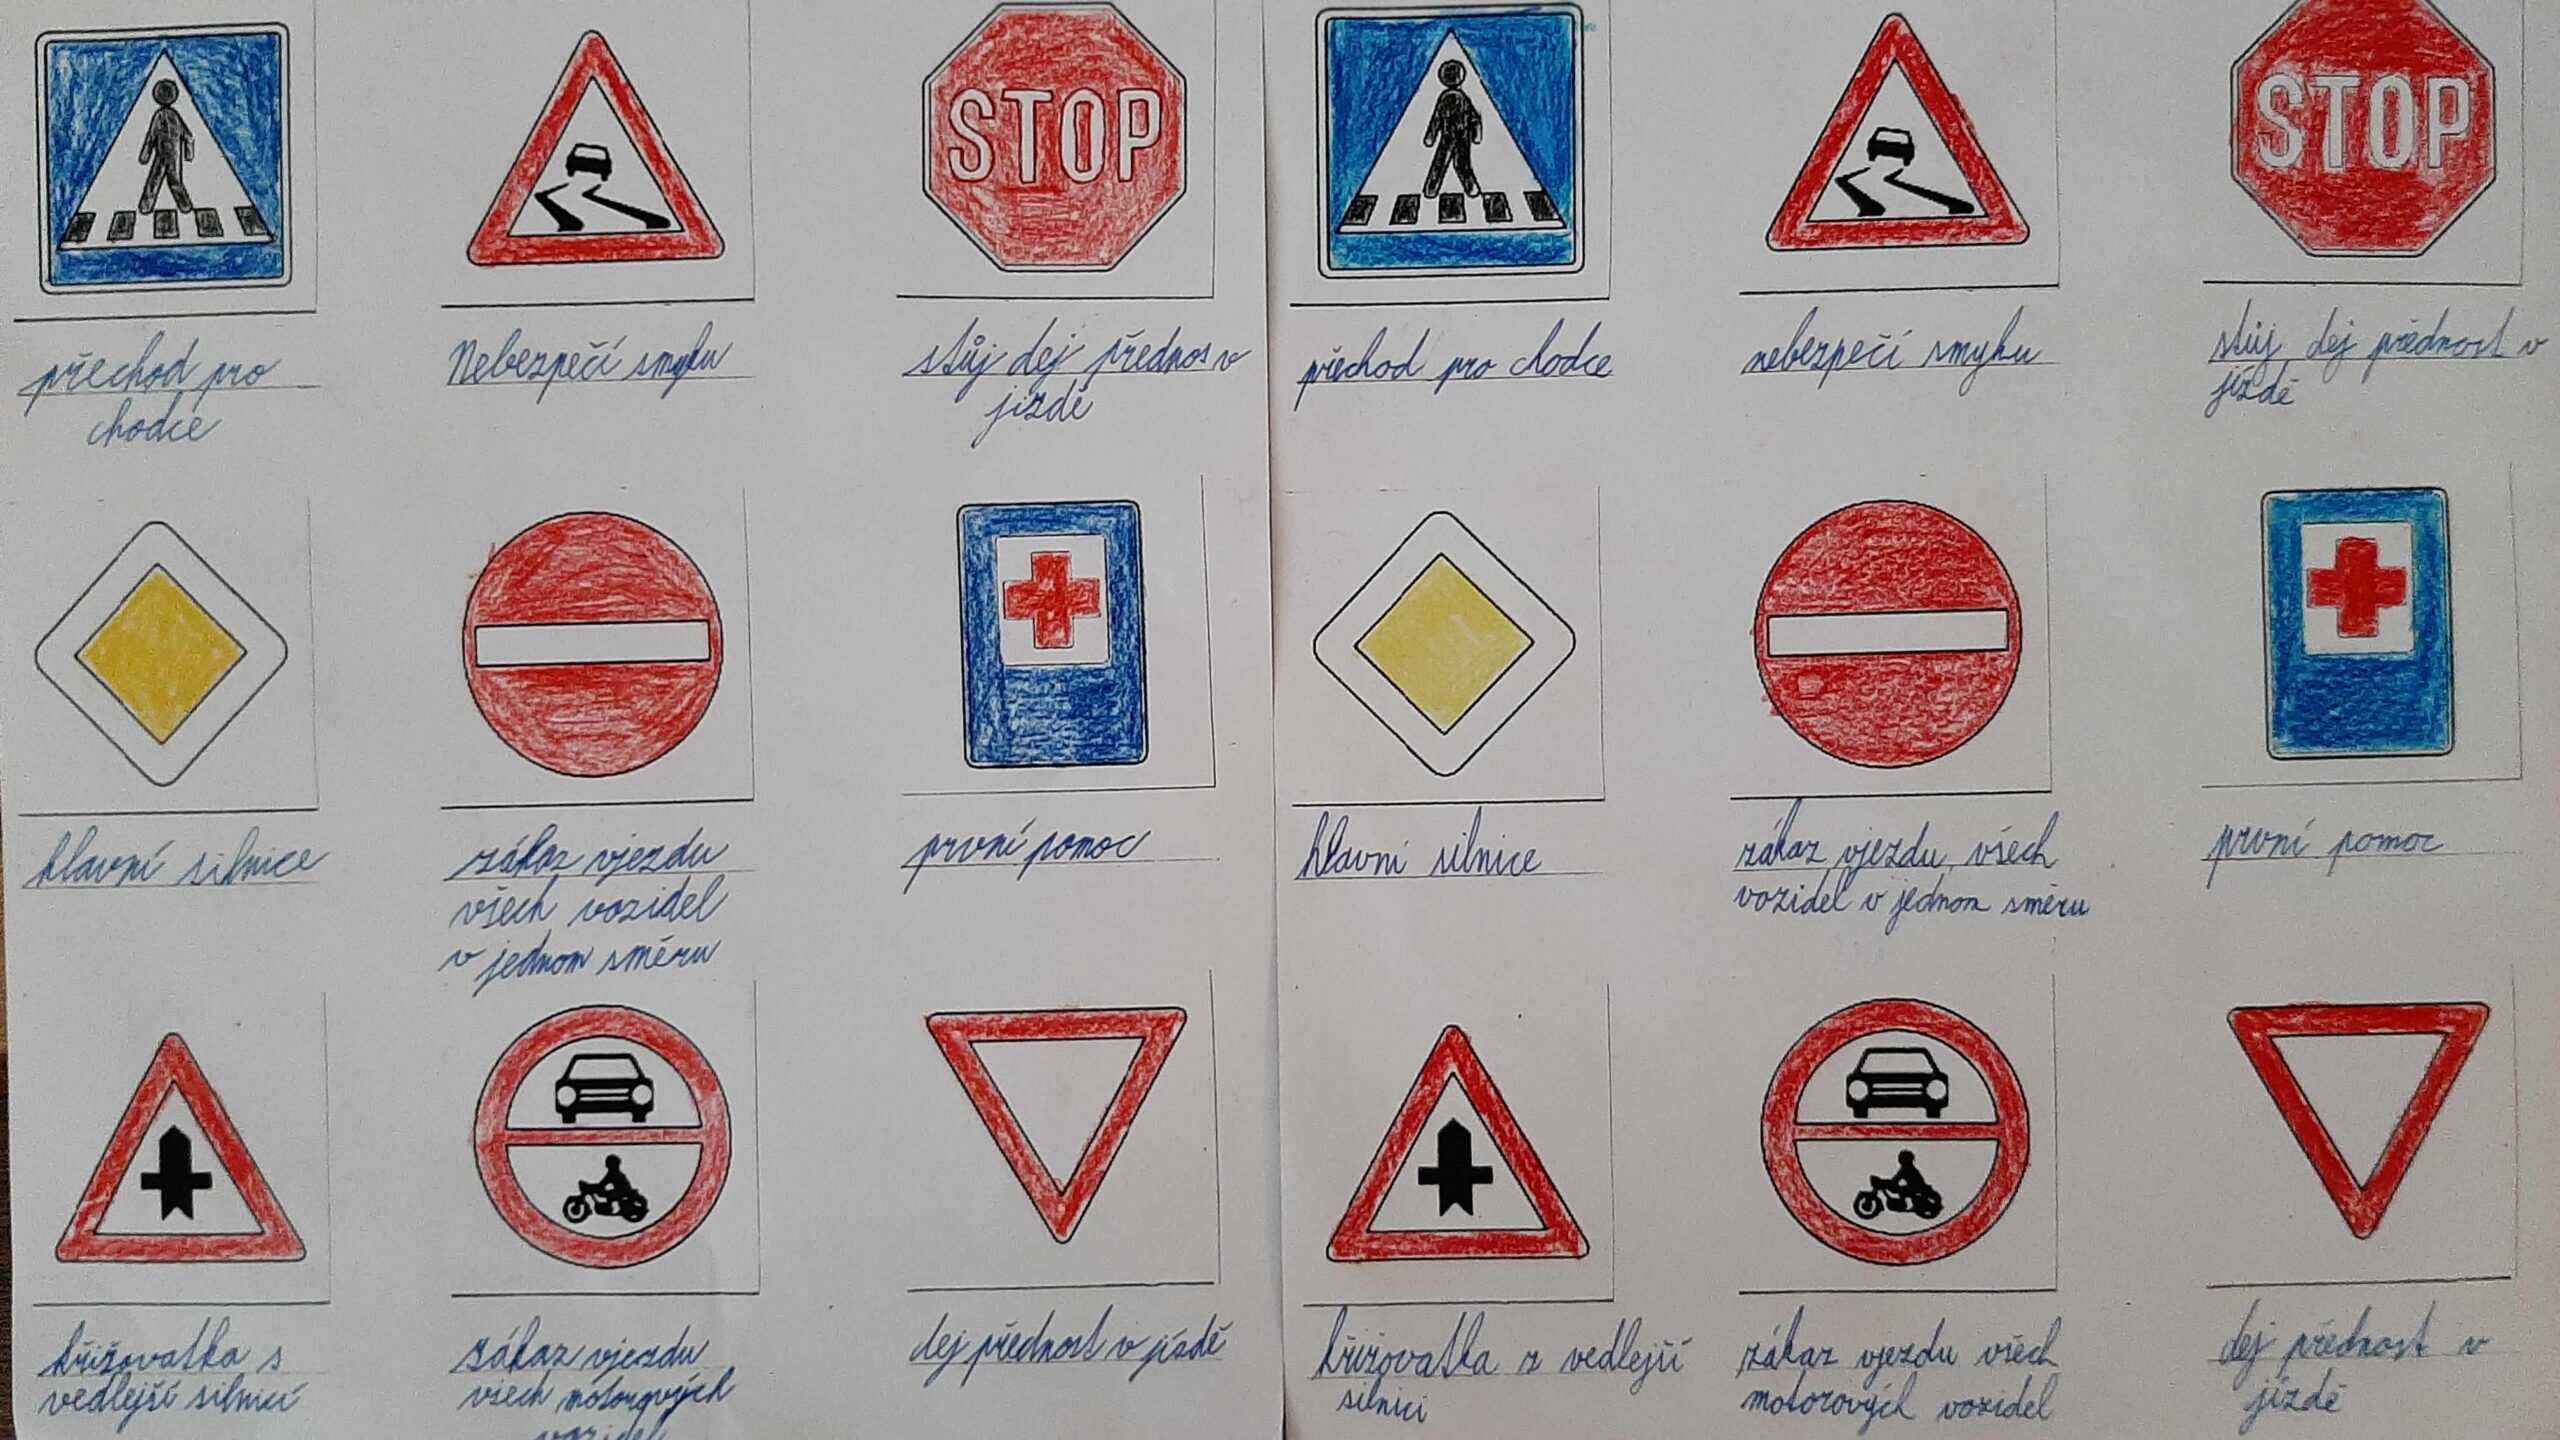 STOP
STOP
přechod pro
chodce
Nebezpečí smyku
stůj dej přednos v
jízdě
přechod pro chodce
nebezpečí smyku
stůj, dej přednost v
jízdě
hlavní silnice
zákaz vjezdu
všech vozidel
v jednom směru
první pomoc
hlavní silnice
zákaz vjezdu všech
vozidel v jednom směru
první pomoc
křižovatka s
vedlejší silnicí
zákaz vjezdu
všech motorových
vozidel
dej přednost v jízdě
křižovatka z vedlejší
silnici
zákaz vjezdu všech
motorových vozidel
dej přednost v
jízdě